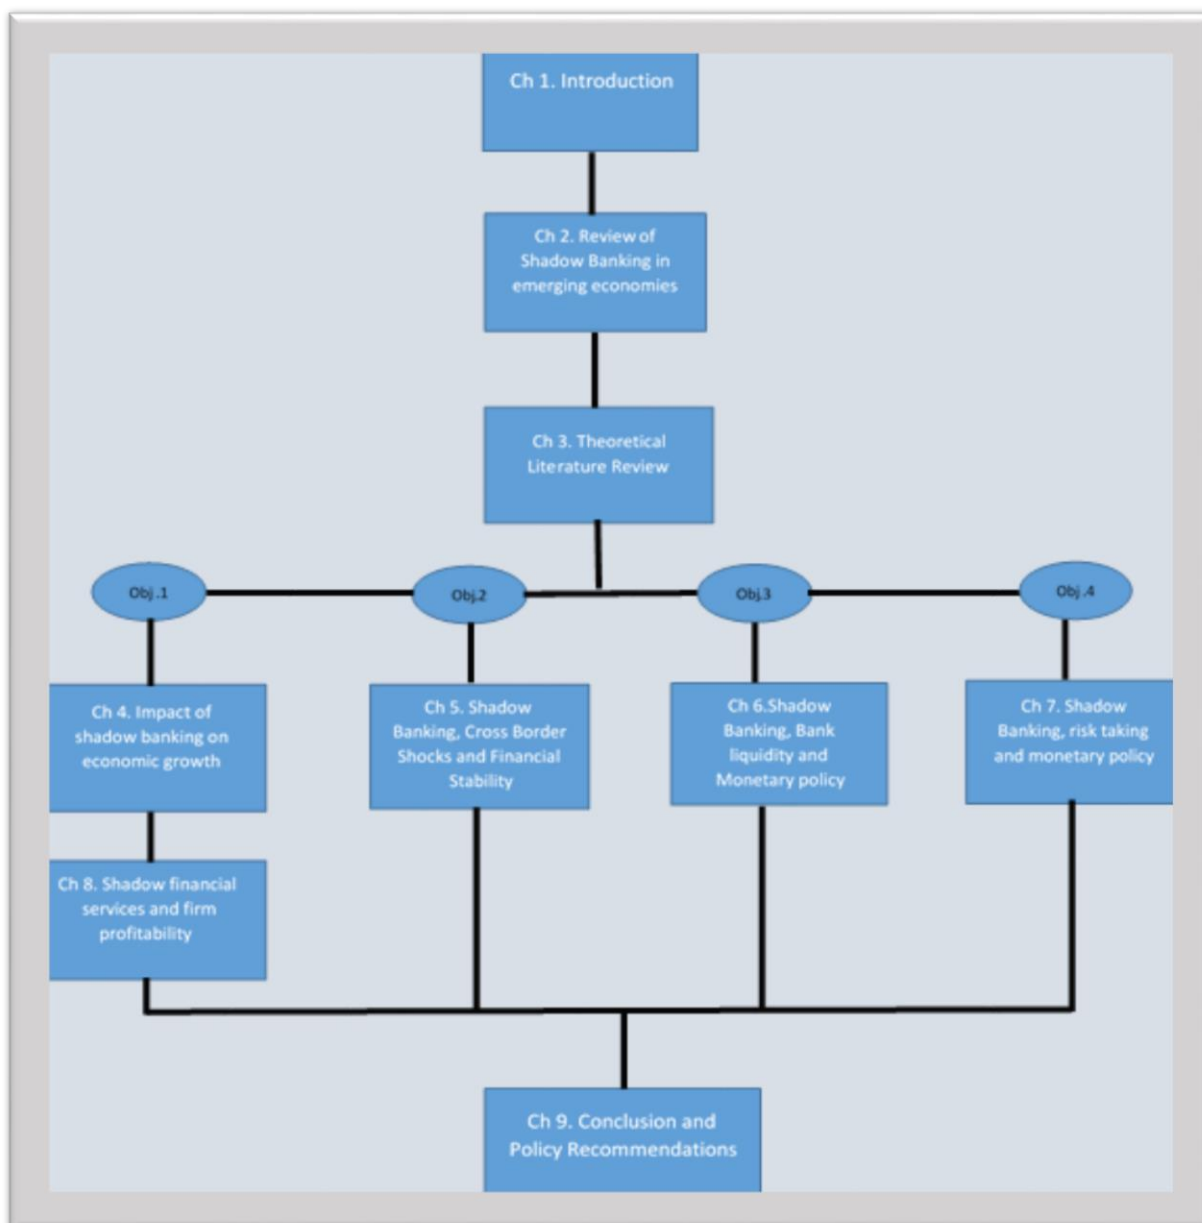 Ch 1. Introduction
Ch 2. Review of
Shadow Banking in
emerging economies
Ch 3. Theoretical
Literature Review
Obj .1
Obj.2
Obj.3
Obj .4
Ch 4. Impact of
shadow banking on
economic growth
Ch 5. Shadow
Banking, Cross Border
Shocks and Financial
Stability
Ch 6.Shadow
Banking, Bank
liquidity and
Monetary policy
Ch 7. Shadow
Banking, risk taking
and monetary policy
Ch 8. Shadow financial
services and firm
profitability
Ch 9. Conclusion and
Policy Recommendations